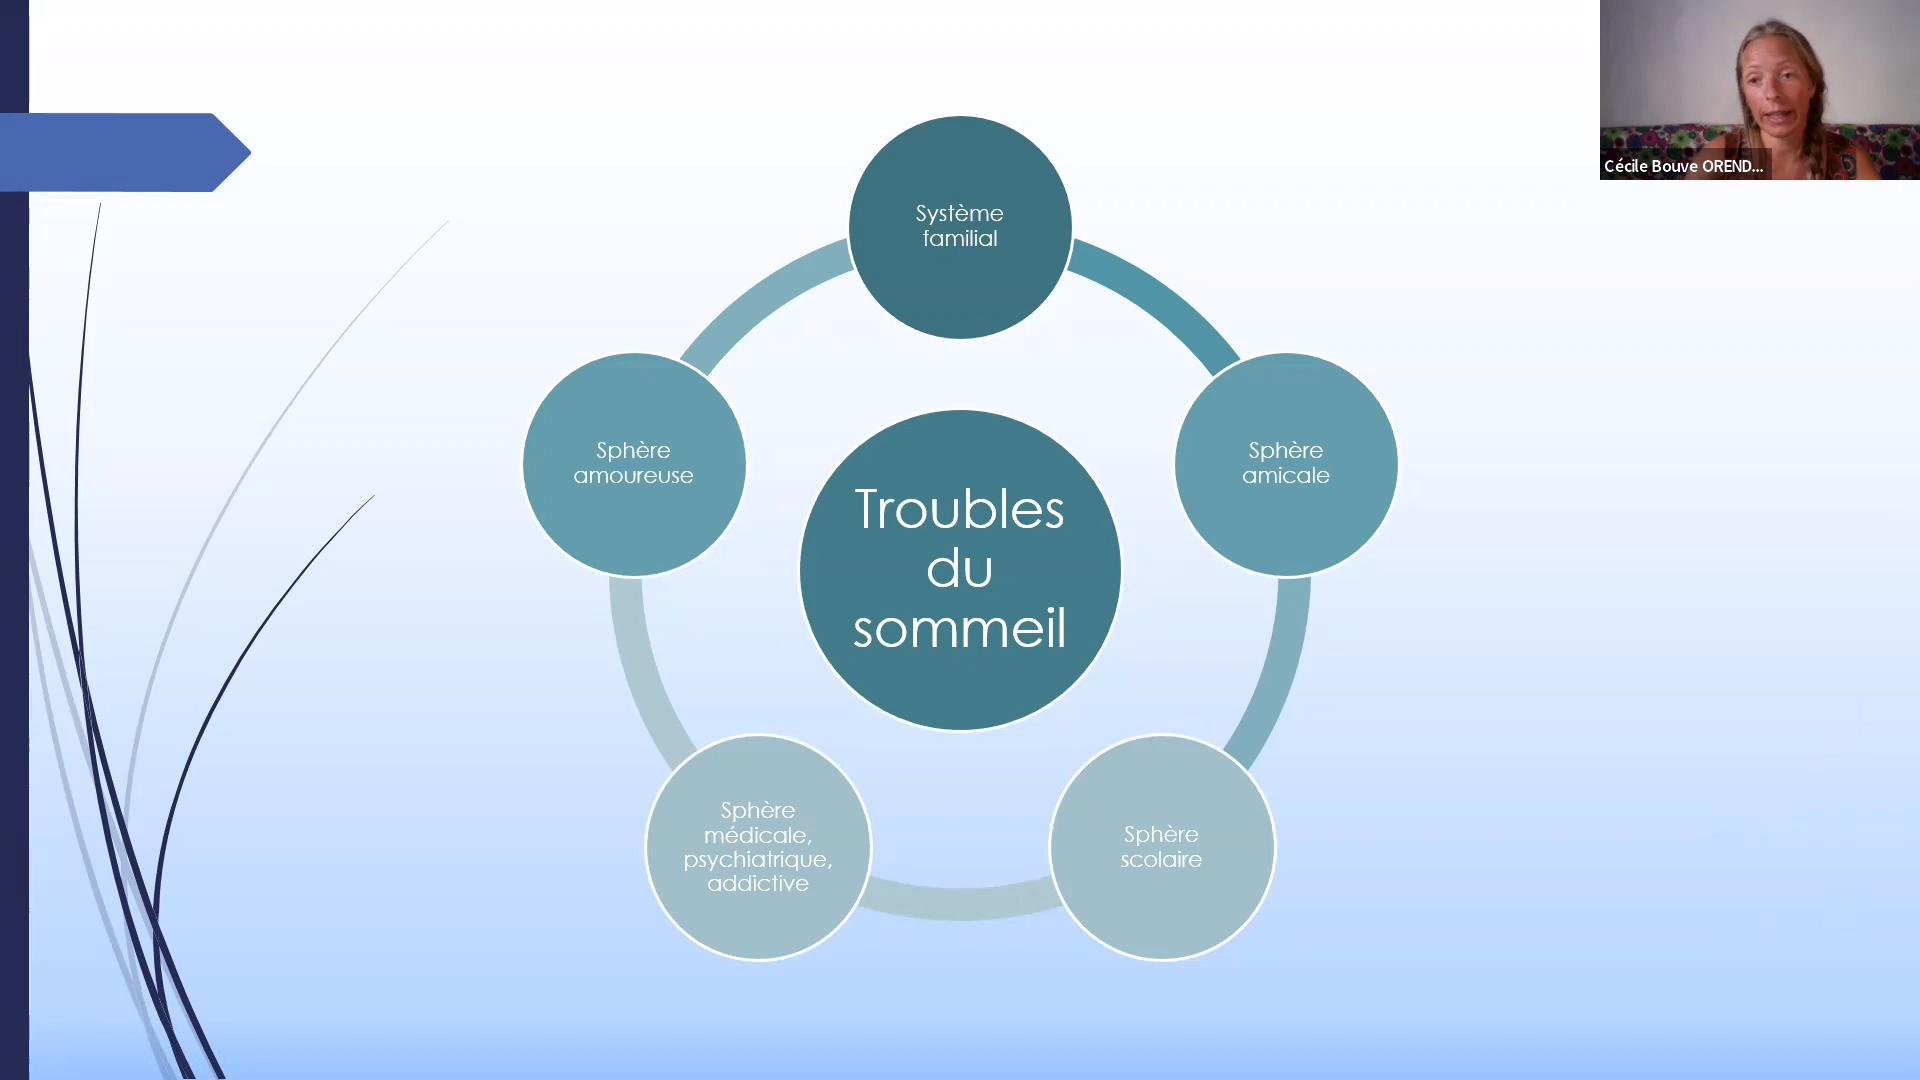 Cécile Bouve OREND...
Système
familial
Sphère
amoureuse
Sphère
amicale
Troubles
du
sommeil
Sphère
médicale,
psychiatrique,
addictive
Sphère
scolaire